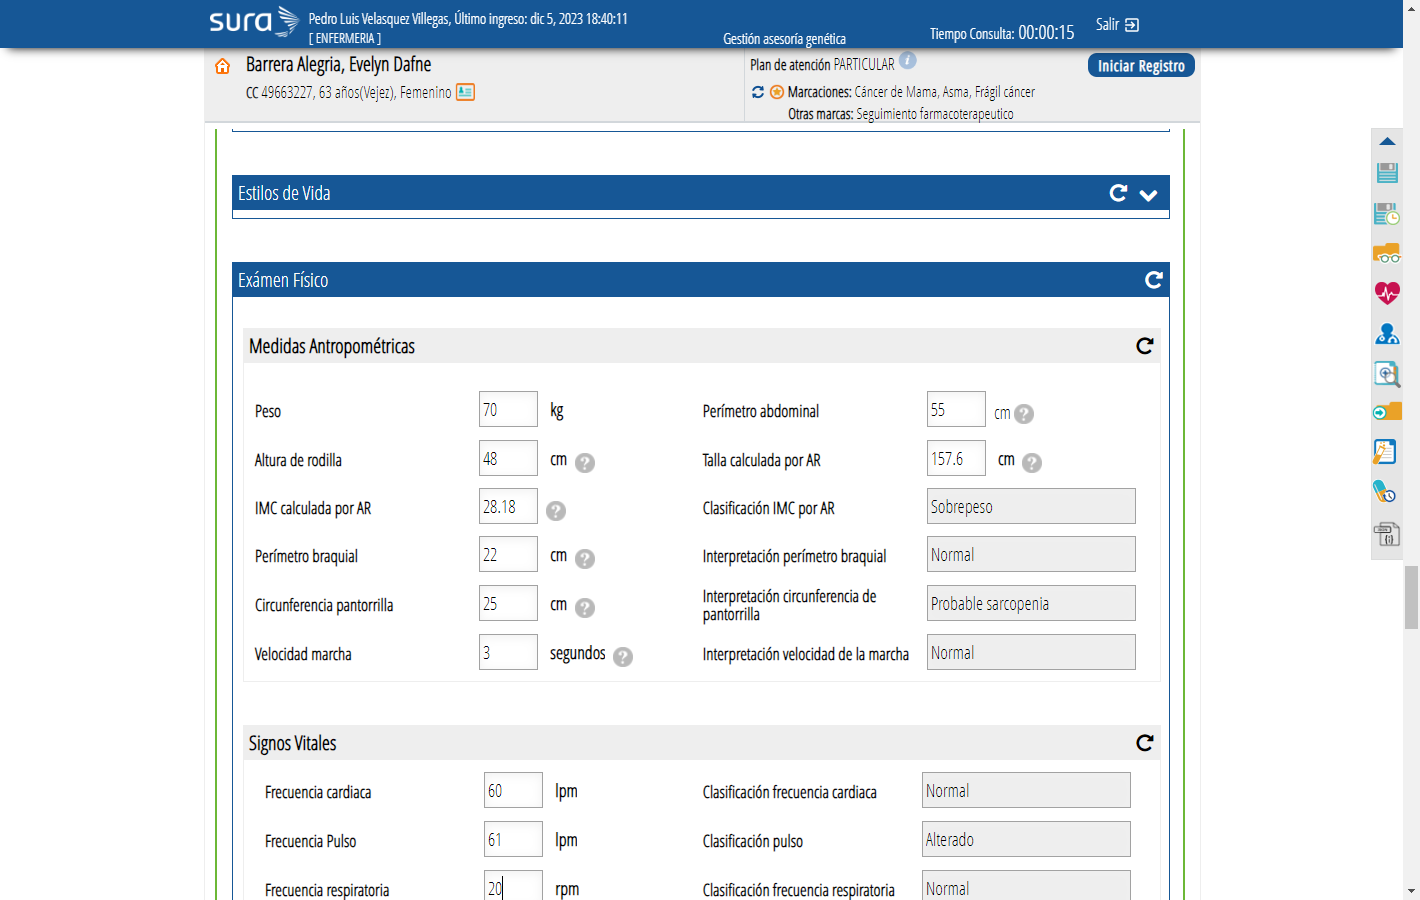 sura
Pedro Luis Velasquez Villegas, Último ingreso: dic 5, 2023 18:40:11
[ ENFERMERIA ]
Gestión asesoría genética
Tiempo Consulta: 00:00:15
Salir
Barrera Alegria, Evelyn Dafne
CC 49663227, 63 años(Vejez), Femenino
Plan de atención PARTICULAR
Marcaciones: Cáncer de Mama, Asma, Frágil cáncer
Otras marcas: Seguimiento farmacoterapeutico
Iniciar Registro
Estilos de Vida
Exámen Físico
Medidas Antropométricas
Peso 70 kg
Perímetro abdominal 55 cm
Altura de rodilla 48 cm
Talla calculada por AR 157.6 cm
IMC calculada por AR 28.18
Clasificación IMC por AR Sobrepeso
Perímetro braquial 22 cm
Interpretación perímetro braquial Normal
Circunferencia pantorrilla 25 cm
Interpretación circunferencia de
pantorrilla
Probable sarcopenia
Velocidad marcha 3 segundos
Interpretación velocidad de la marcha Normal
Signos Vitales
Frecuencia cardiaca 60 lpm
Clasificación frecuencia cardiaca Normal
Frecuencia Pulso 61 lpm
Clasificación pulso Alterado
Frecuencia respiratoria 20 rpm
Clasificación frecuencia respiratoria Normal